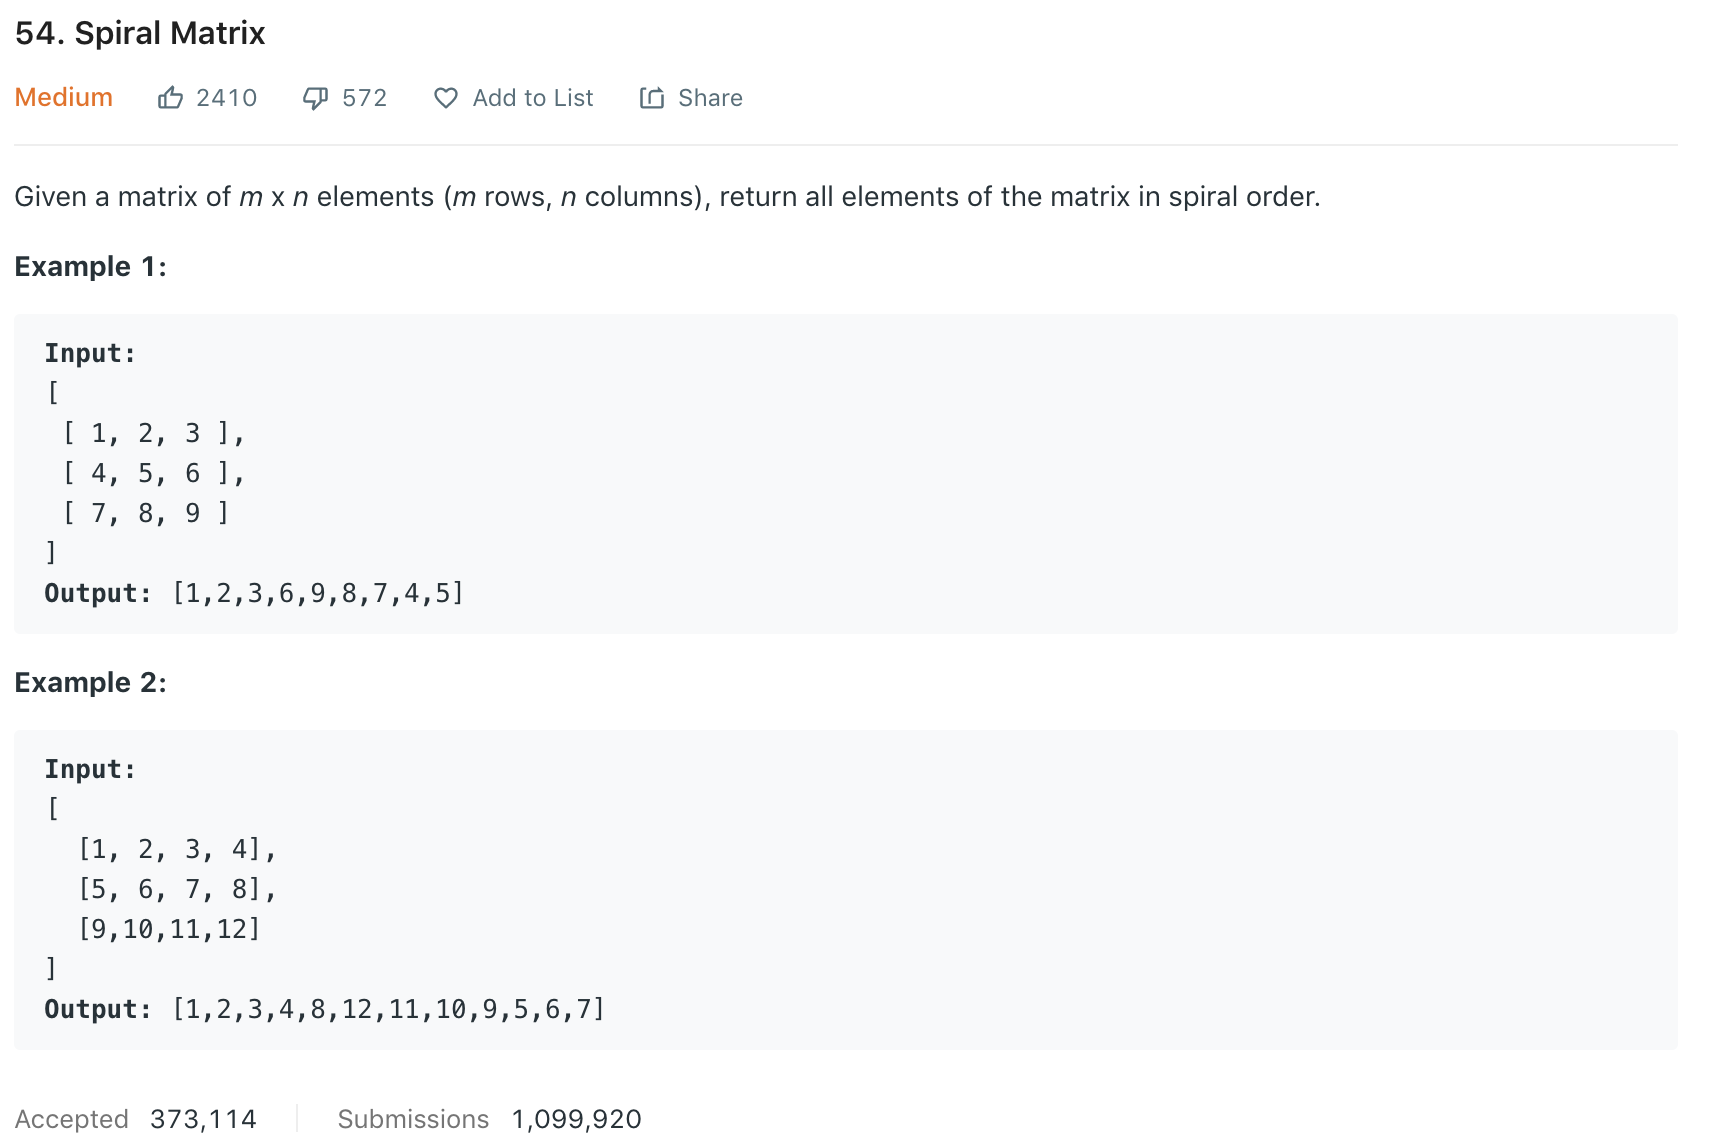 54. Spiral Matrix
Medium 2410 572 Add to List Share
Given a matrix of m x n elements (m rows, n columns), return all elements of the matrix in spiral order.
Example 1:
Input:
[
[ 1, 2, 3 ],
[ 4, 5, 6 ],
[ 7, 8, 9 ]
]
Output: [1,2,3,6,9,8,7,4,5]
Example 2:
Input:
[
[1, 2, 3, 4],
[5, 6, 7, 8],
[9,10,11,12]
]
Output: [1,2,3,4,8,12,11,10,9,5,6,7]
Accepted 373,114 Submissions 1,099,920